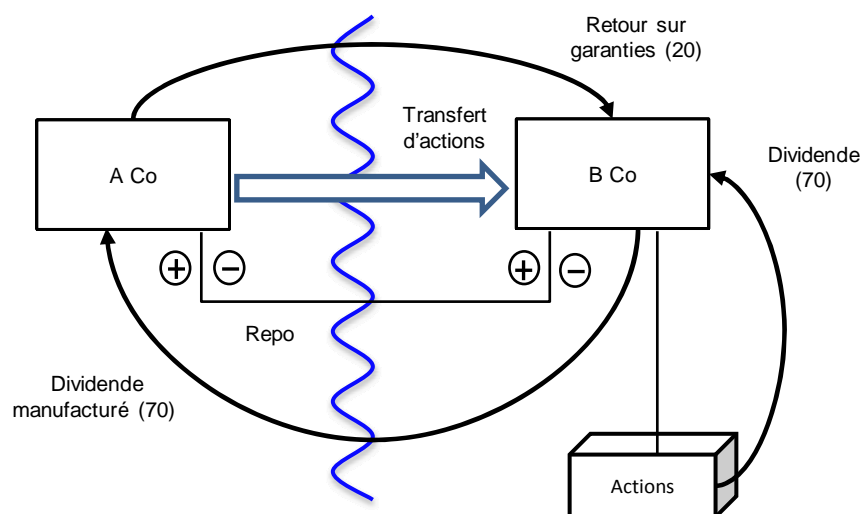 Retour sur
garanties (20)
Transfert
d'actions
A Co
B Co
Dividende
(70)
+
−
+
−
Repo
Dividende
manufacturé (70)
Actions